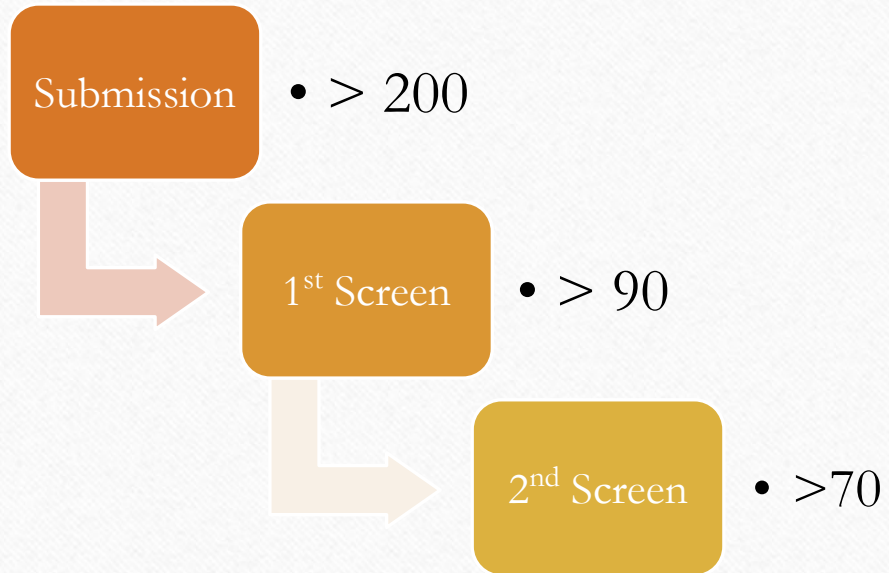 Submission
• > 200
1st Screen
• > 90
2nd Screen
• >70